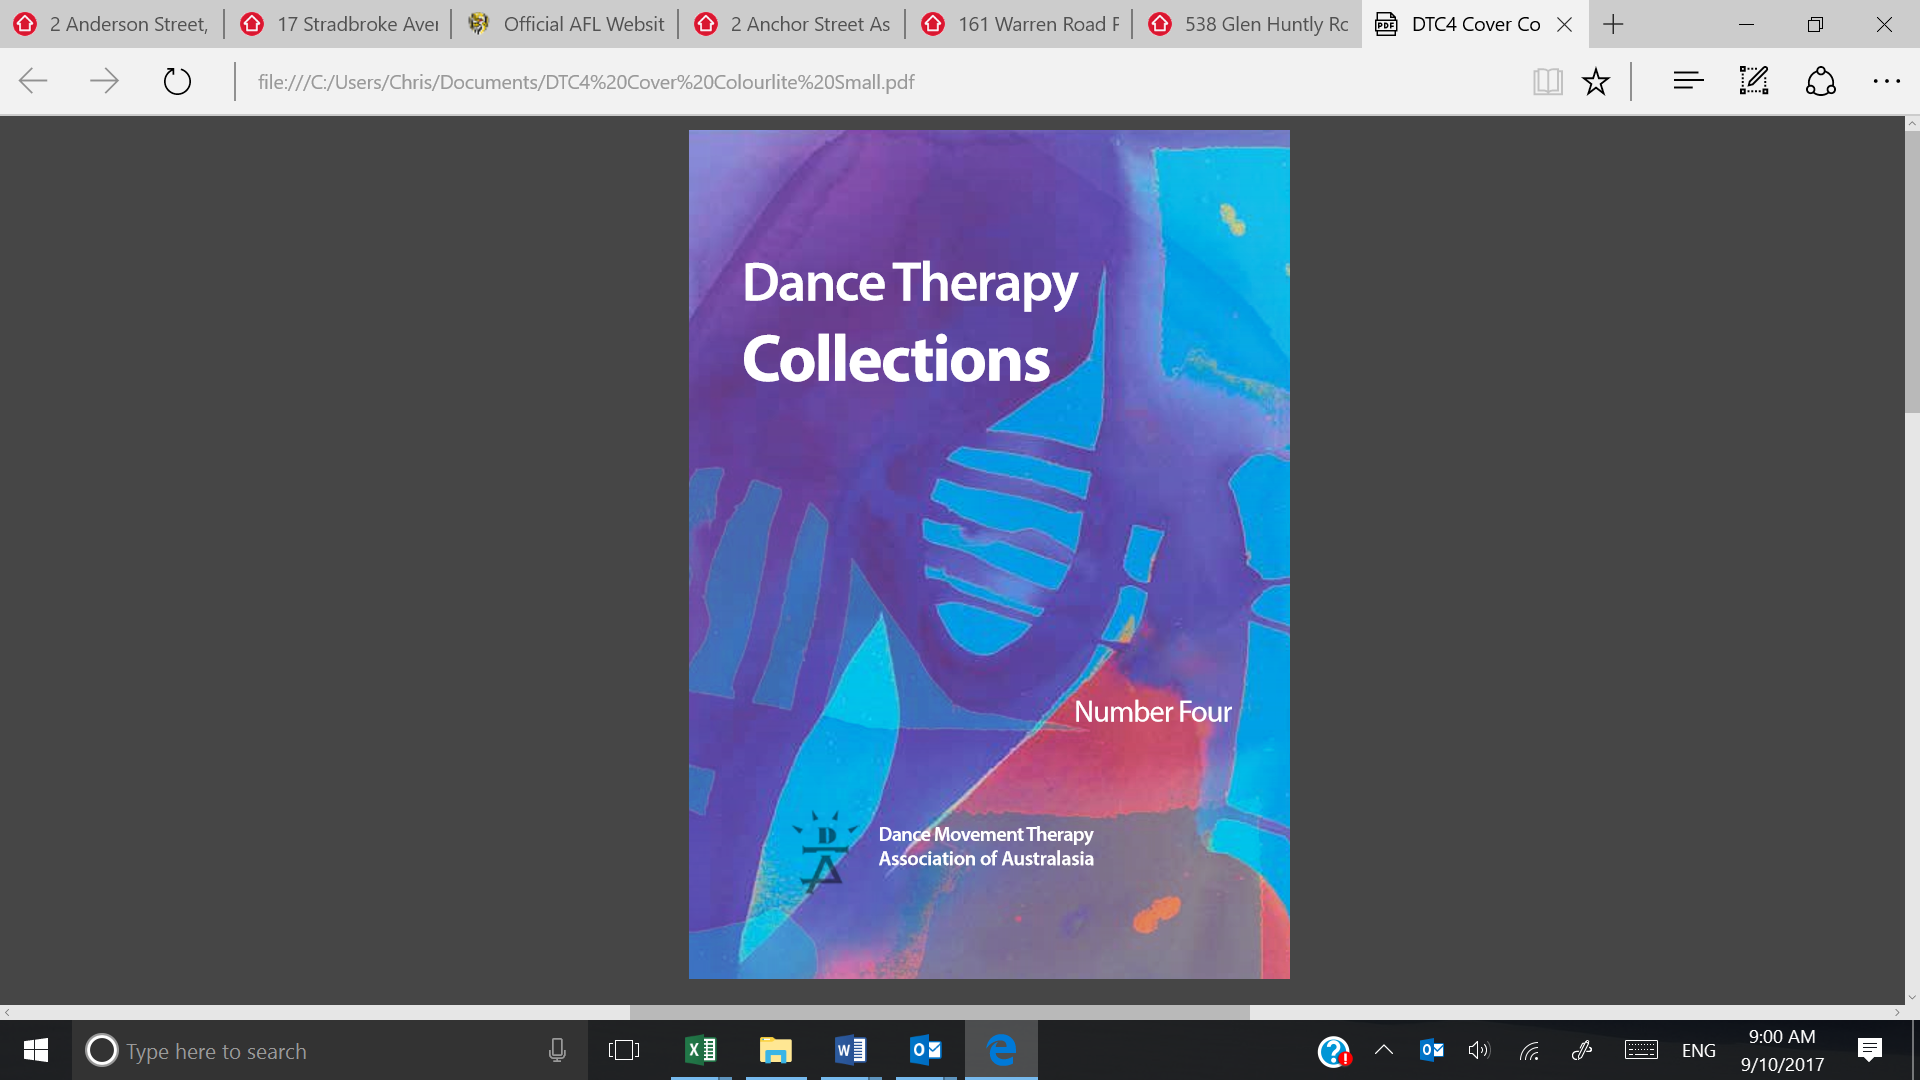 2 Anderson Street,
17 Stradbroke Aver
Official AFL Websit
2 Anchor Street As
161 Warren Road P
538 Glen Huntly Ro
DTC4 Cover Co
file:///C:/Users/Chris/Documents/DTC4%20Cover%20Colourlite%20Small.pdf
Dance Therapy
Collections
Number Four
D
A
Dance Movement Therapy
Association of Australasia
Type here to search
ENG
9:00 AM
9/10/2017